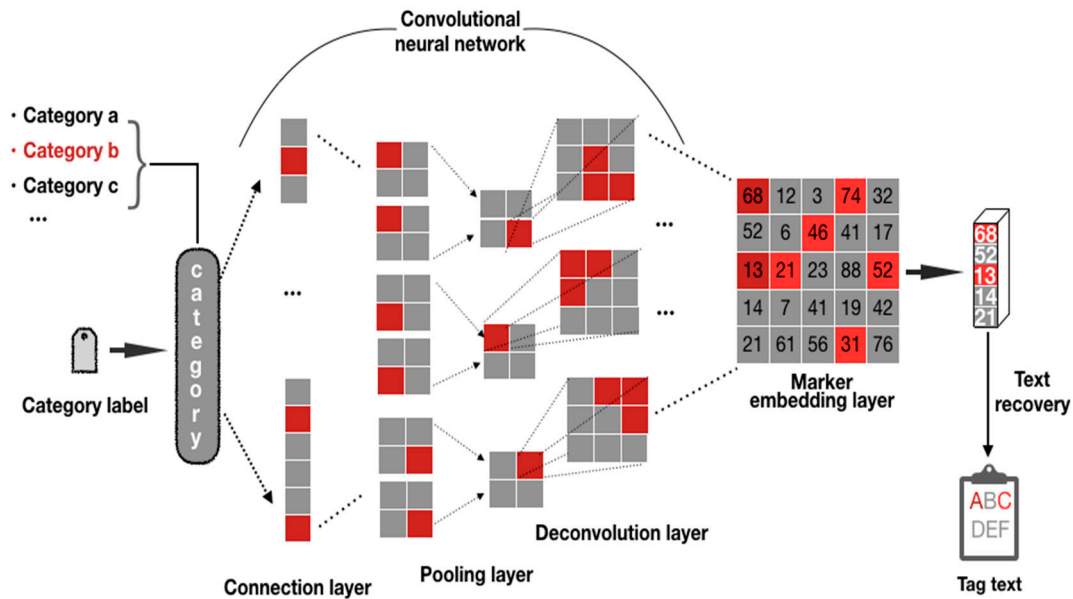 Convolutional
neural network
· Category a
· Category b
· Category c
...
category
Category label
...
...
...
68 12 3 74 32
52 6 46 41 17
13 21 23 88 52
14 7 41 19 42
21 61 56 31 76
Marker
embedding layer
68
52
13
14
21
Text
recovery
ABC
DEF
Tag text
Deconvolution layer
Pooling layer
Connection layer